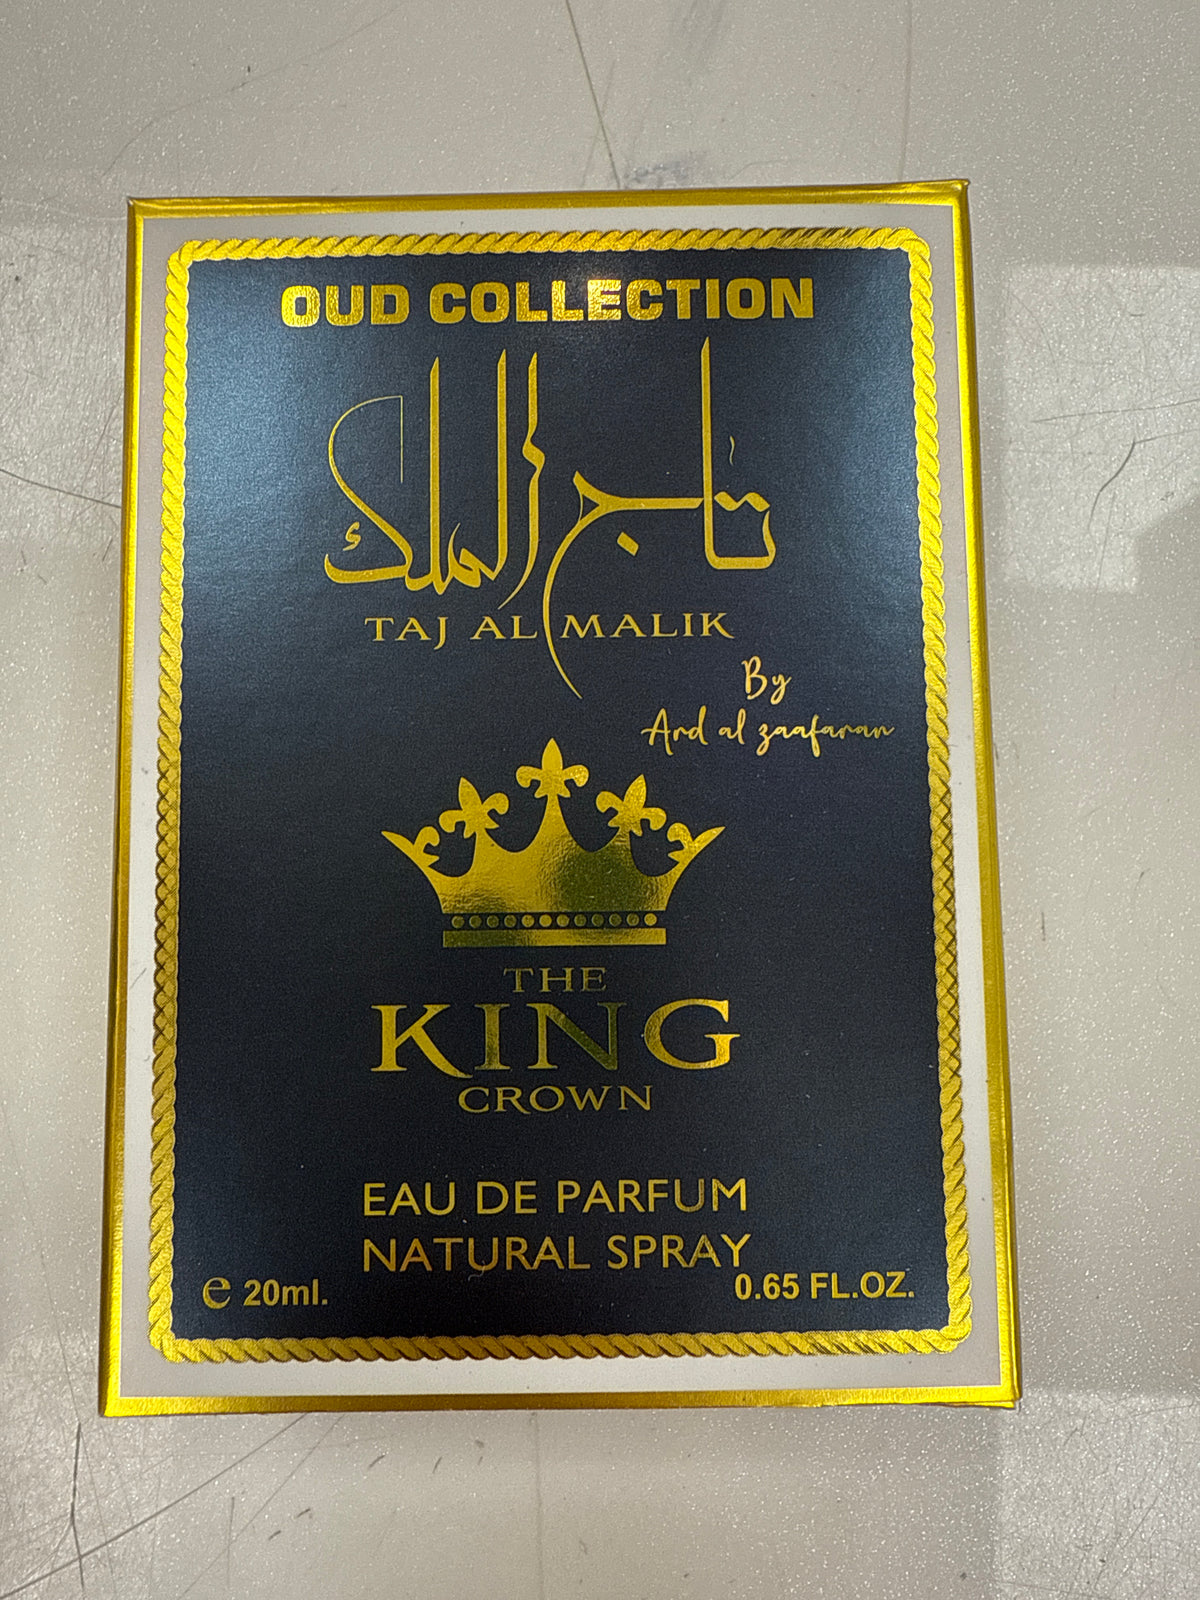 OUD COLLECTION
تاج الملك
TAJ AL MALIK
By
Ard al zaafaran
THE
KING
CROWN
EAU DE PARFUM
NATURAL SPRAY
℮ 20ml.
0.65 FL.OZ.